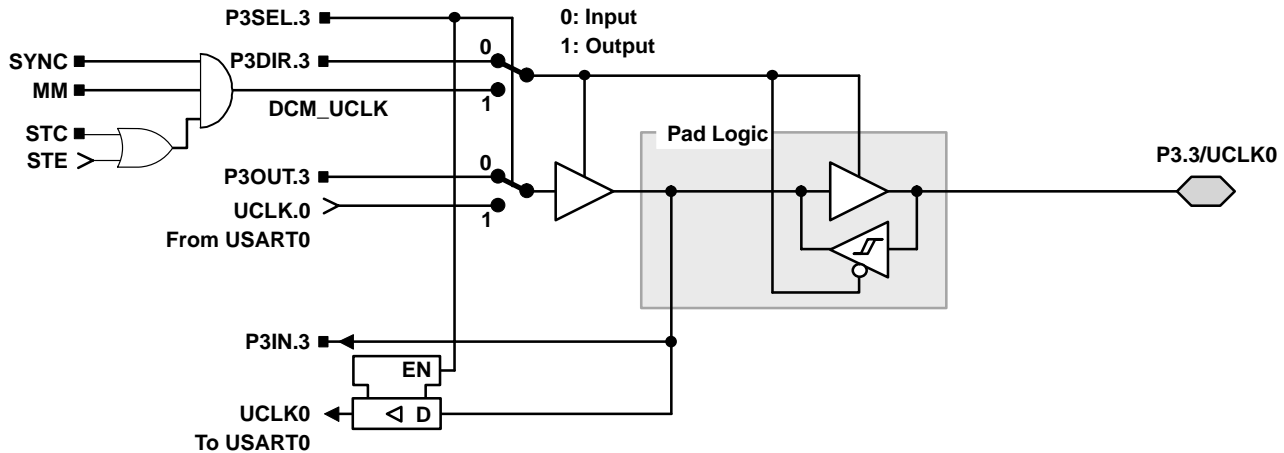 P3SEL.3
0: Input
1: Output
SYNC
P3DIR.3
0
MM
1
DCM_UCLK
STC
STE
Pad Logic
P3OUT.3
0
P3.3/UCLK0
UCLK.0
1
From USART0
P3IN.3
EN
UCLK0
D
To USART0